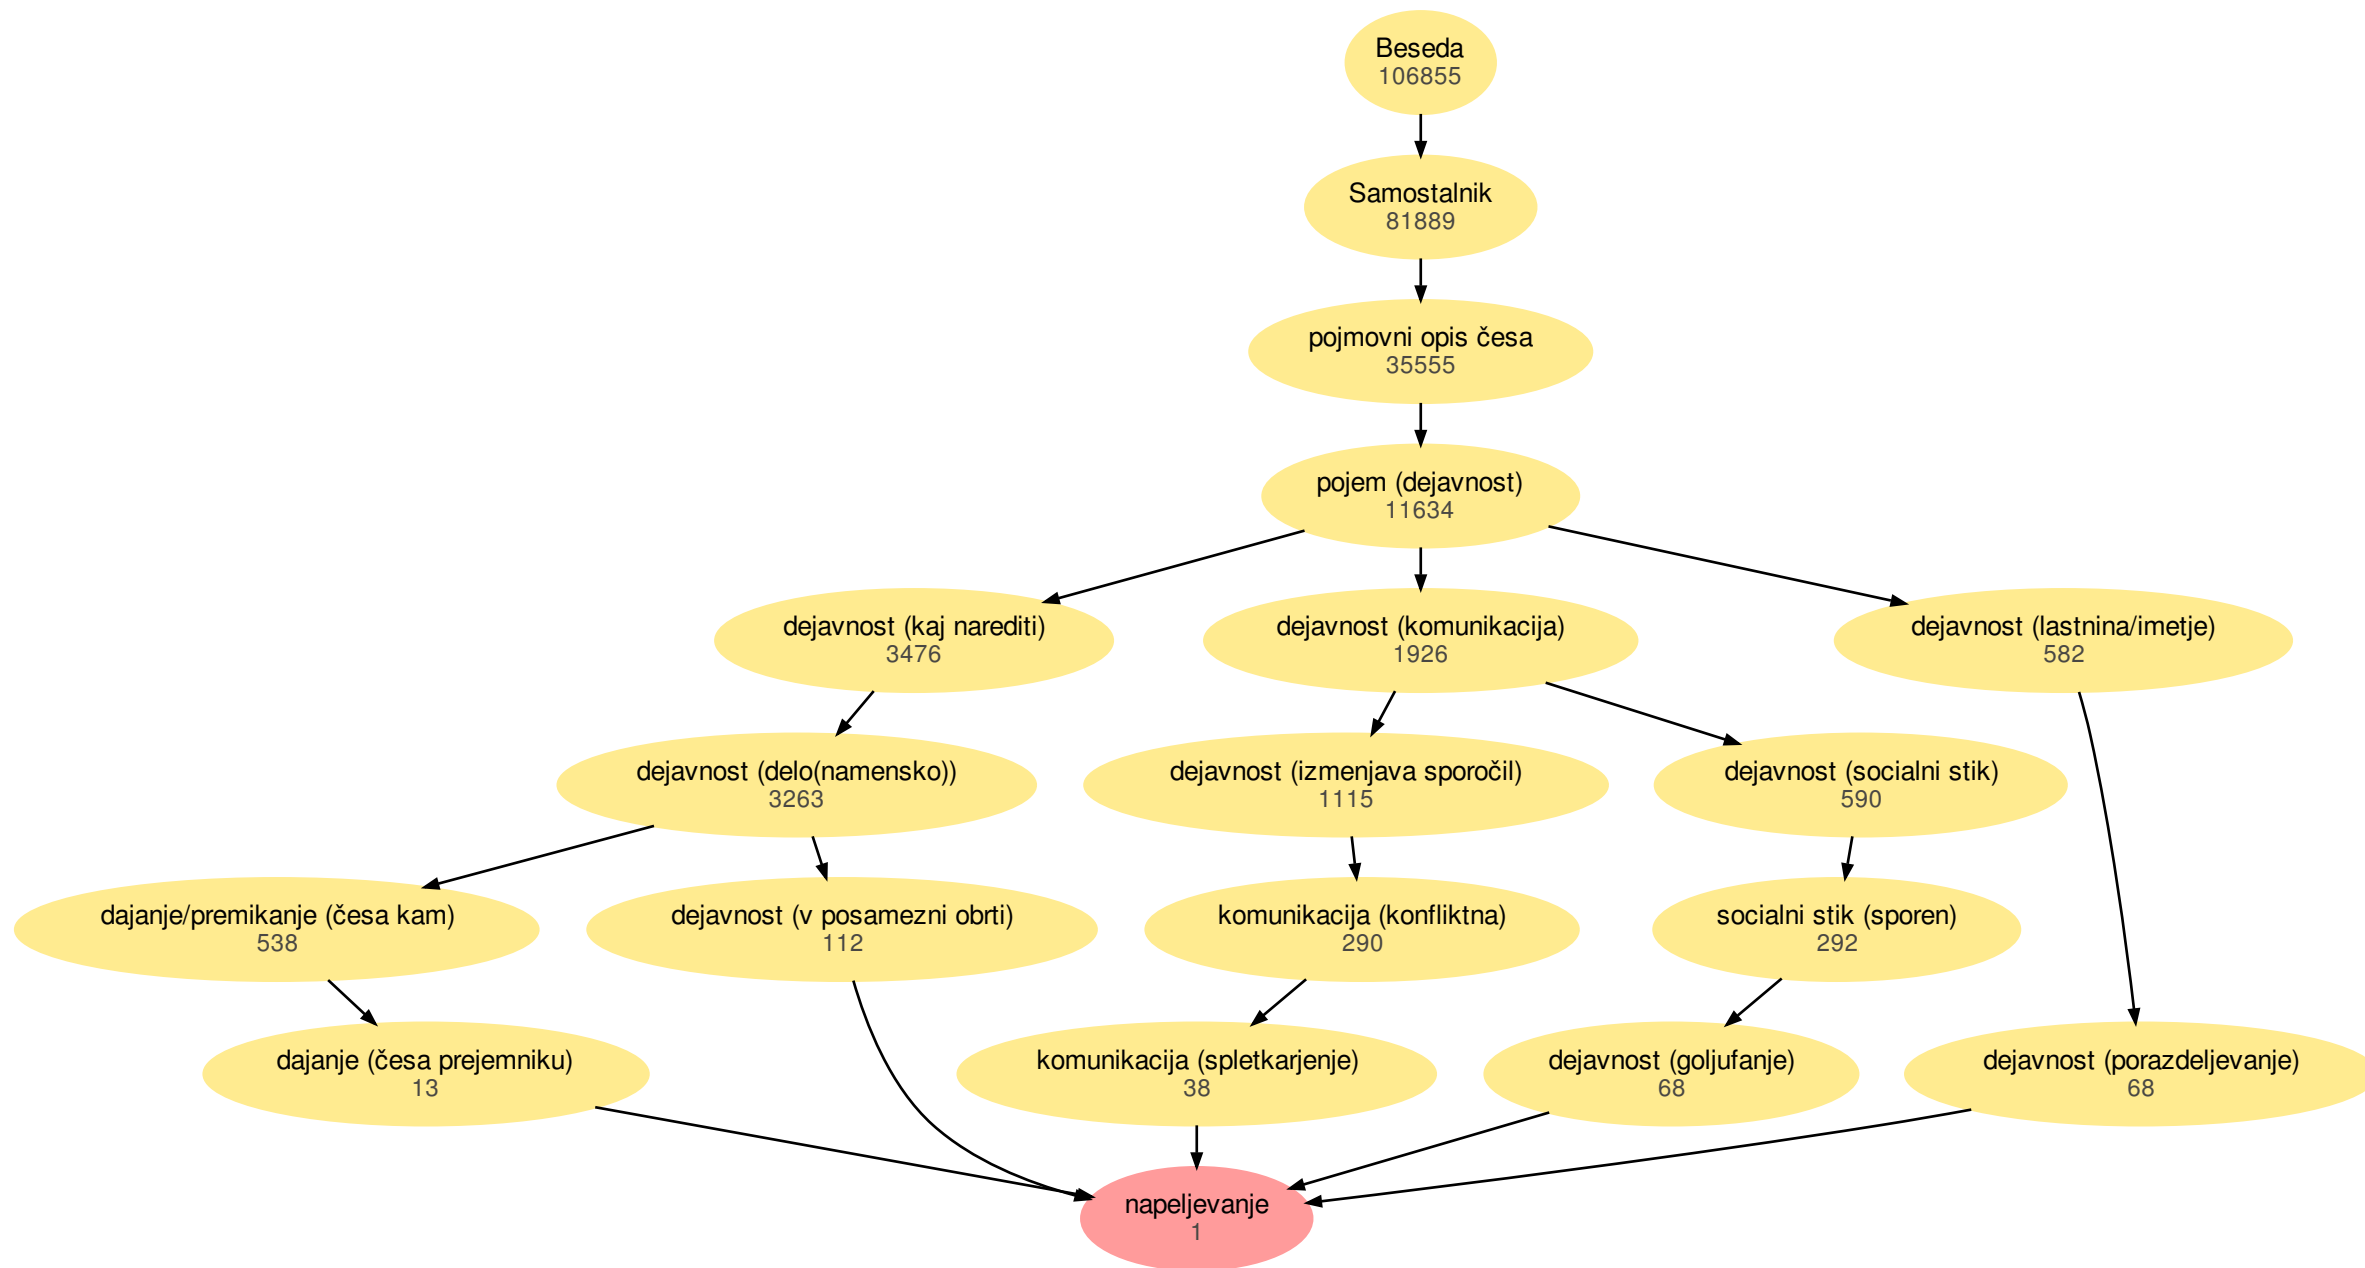 Beseda
106855
Samostalnik
81889
pojmovni opis česa
35555
pojem (dejavnost)
11634
dejavnost (kaj narediti)
3476
dejavnost (komunikacija)
1926
dejavnost (lastnina/imetje)
582
dejavnost (delo(namensko))
3263
dejavnost (izmenjava sporočil)
1115
dejavnost (socialni stik)
590
dajanje/premikanje (česa kam)
538
dejavnost (v posamezni obrti)
112
komunikacija (konfliktna)
290
socialni stik (sporen)
292
dajanje (česa prejemniku)
13
komunikacija (spletkarjenje)
38
dejavnost (goljufanje)
68
dejavnost (porazdeljevanje)
68
napeljevanje
1